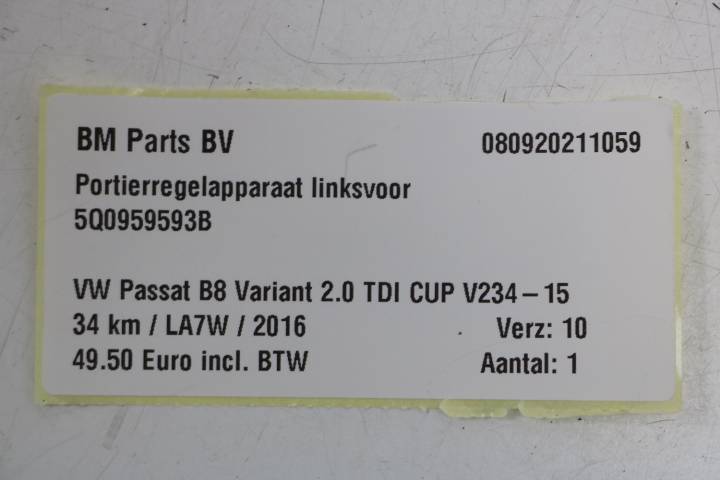 BM Parts BV 080920211059
Portierregelapparaat linksvoor
5Q0959593B
VW Passat B8 Variant 2.0 TDI CUP V234-15
34 km / LA7W / 2016 Verz: 10
49.50 Euro incl. BTW Aantal: 1